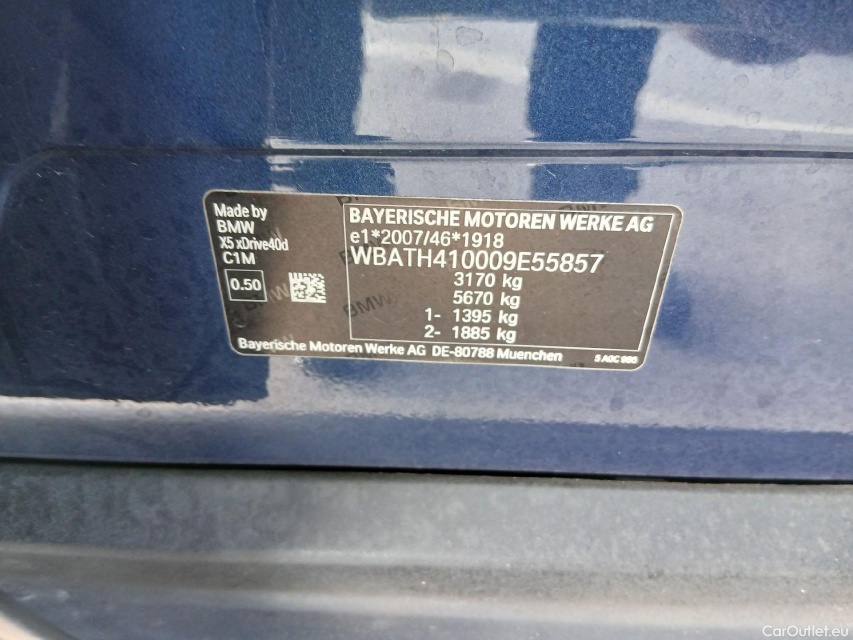 Made by
BMW
X5 xDrive40d
C1M
0.50
BAYERISCHE MOTOREN WERKE AG
e1*2007/46*1918
WBATH410009E55857
3170 kg
5670 kg
1- 1395 kg
2- 1885 kg
Bayerische Motoren Werke AG DE-80788 Muenchen
BMW
CarOutlet.eu